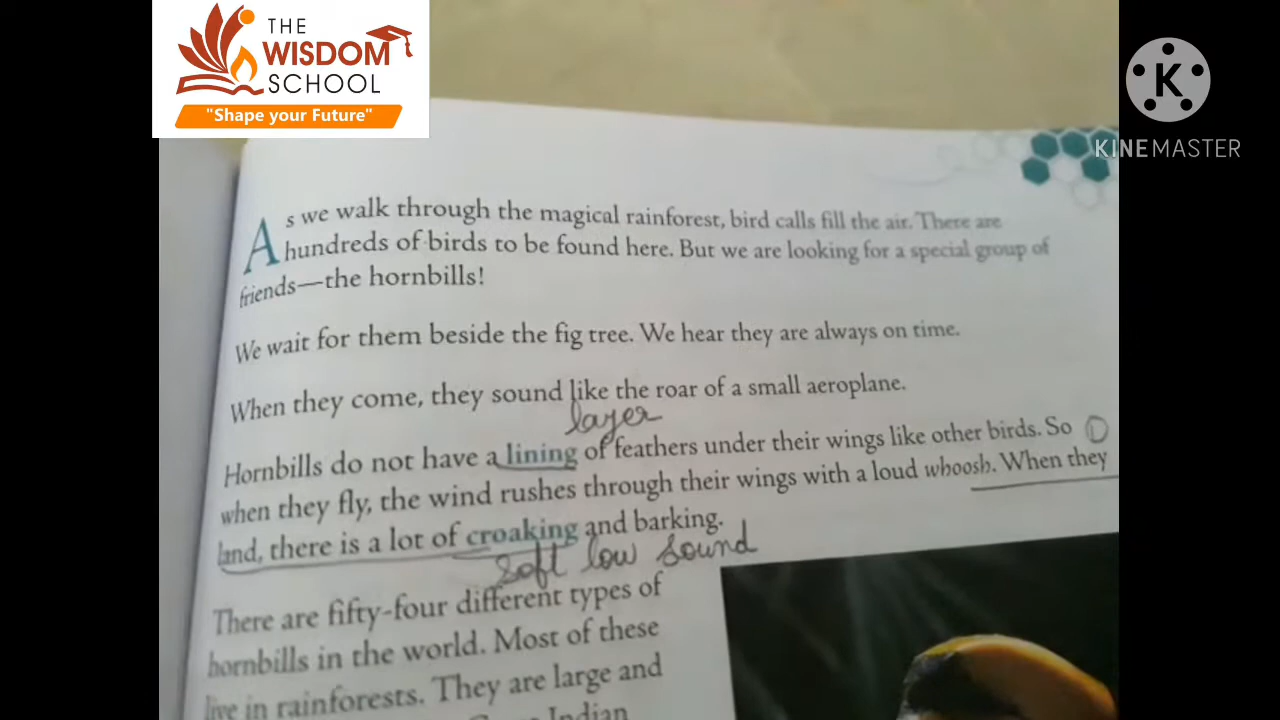 THE
WISDOM
SCHOOL
"Shape your Future"
K
KINEMASTER
As we walk through the magical rainforest, bird calls fill the air. There are
hundreds of birds to be found here. But we are looking for a special group of
friends—the hornbills!
We wait for them beside the fig tree. We hear they are always on time.
When they come, they sound like the roar of a small aeroplane.
layer
Hornbills do not have a lining of feathers under their wings like other birds. So ①
when they fly, the wind rushes through their wings with a loud whoosh. When they
land, there is a lot of croaking and barking.
soft low sound
There are fifty-four different types of
hornbills in the world. Most of these
live in rainforests. They are large and
Indian